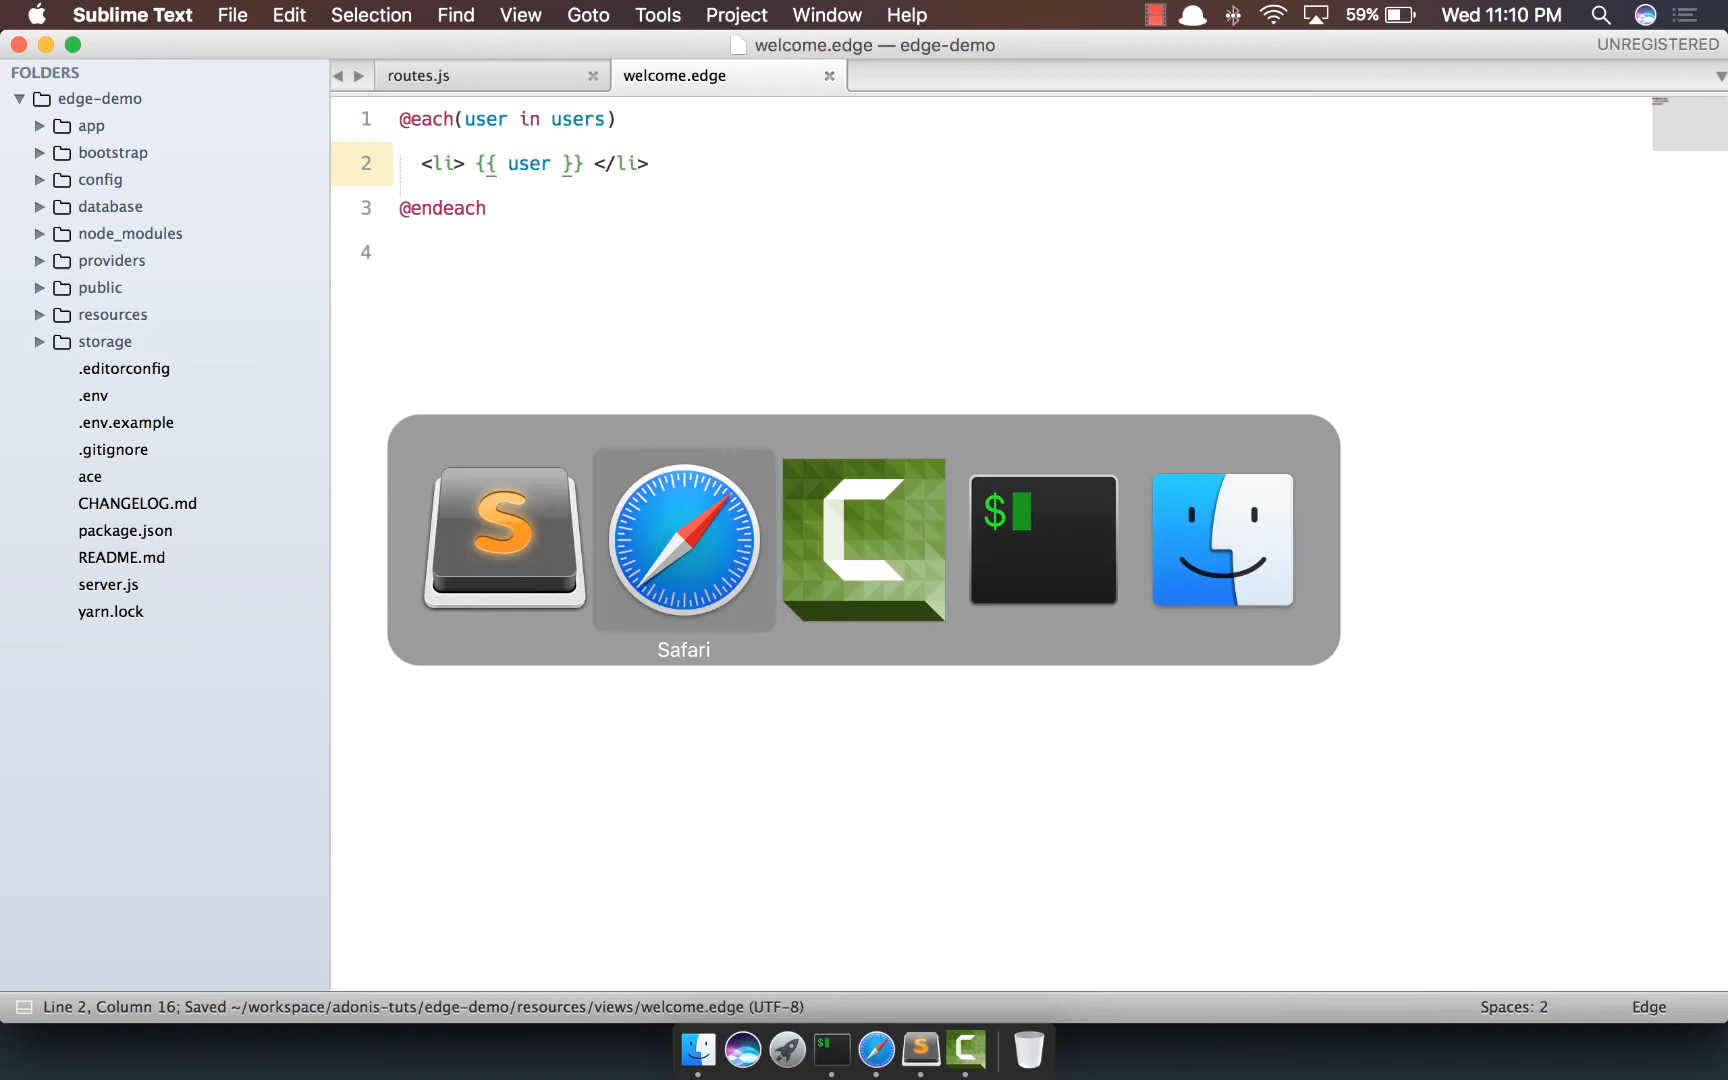 Sublime Text File Edit Selection Find View Goto Tools Project Window Help 59% Wed 11:10 PM
welcome.edge — edge-demo UNREGISTERED
FOLDERS
edge-demo
app
bootstrap
config
database
node_modules
providers
public
resources
storage
.editorconfig
.env
.env.example
.gitignore
ace
CHANGELOG.md
package.json
README.md
server.js
yarn.lock
routes.js welcome.edge
1 @each(user in users)
2 <li> {{ user }} </li>
3 @endeach
4
S
$
Safari
Line 2, Column 16; Saved ~/workspace/adonis-tuts/edge-demo/resources/views/welcome.edge (UTF-8) Spaces: 2 Edge